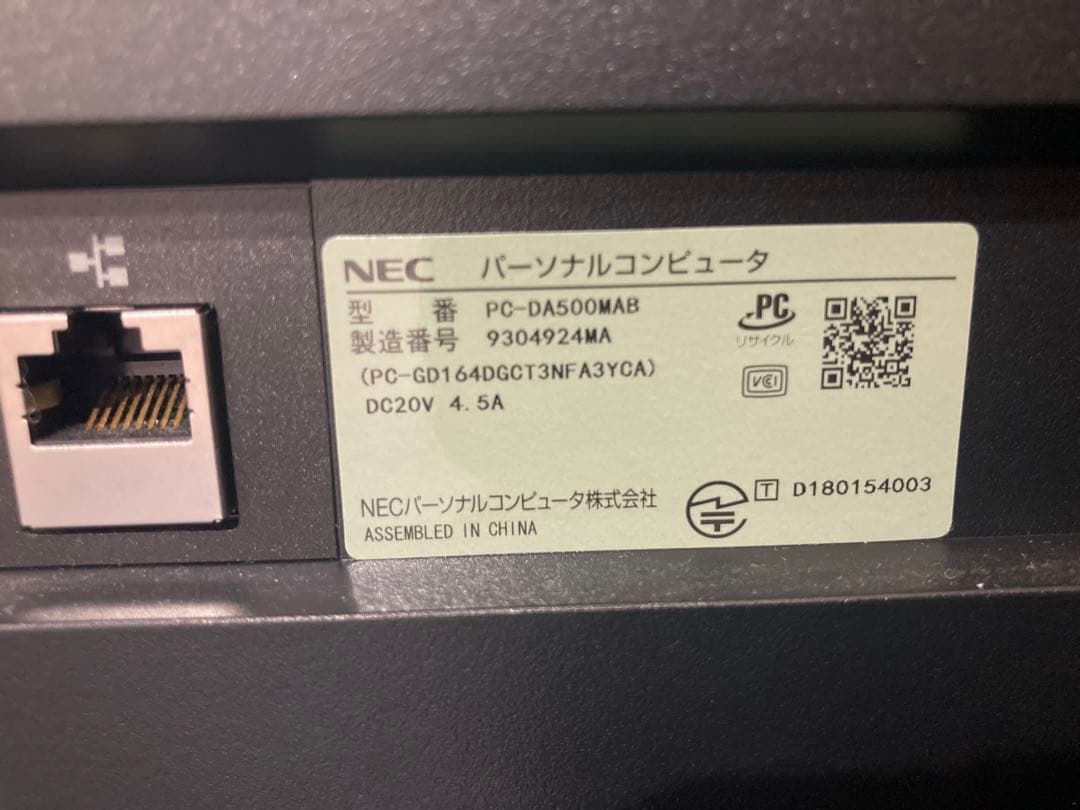 NEC パーソナルコンピュータ
型 番 PC-DA500MAB
製造番号 9304924MA
(PC-GD164DGCT3NFA3YCA)
DC20V 4.5A
PC
リサイクル
VCI
NECパーソナルコンピュータ株式会社
ASSEMBLED IN CHINA
T D180154003